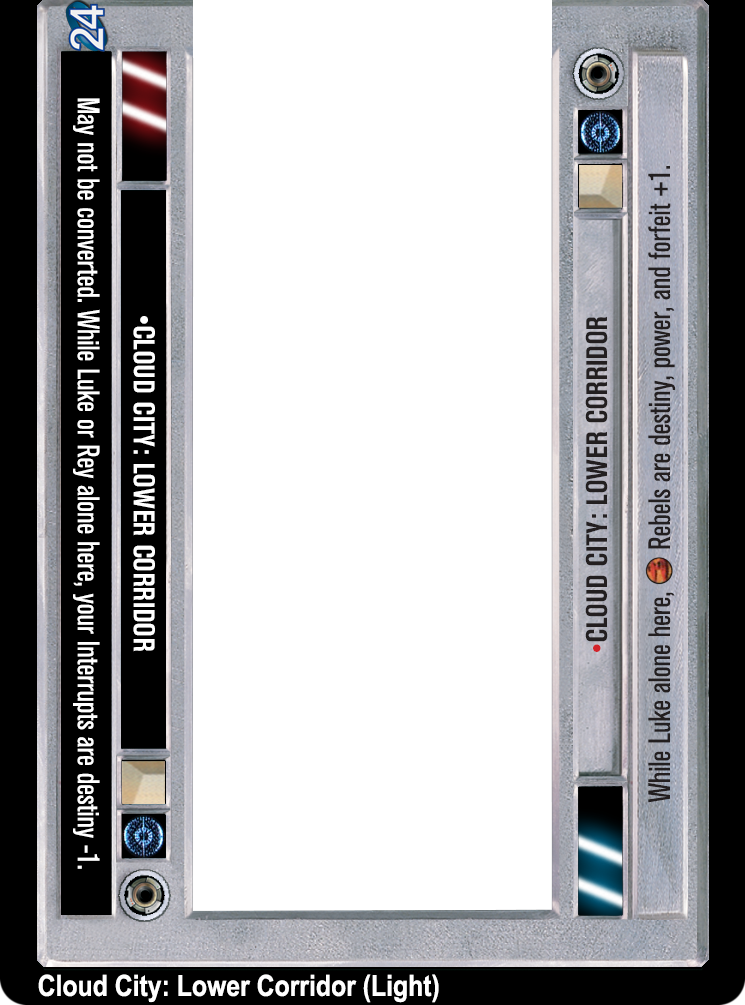 24
May not be converted. While Luke or Rey alone here, your Interrupts are destiny -1.
•CLOUD CITY: LOWER CORRIDOR
•CLOUD CITY: LOWER CORRIDOR
While Luke alone here, Rebels are destiny, power, and forfeit +1.
Cloud City: Lower Corridor (Light)